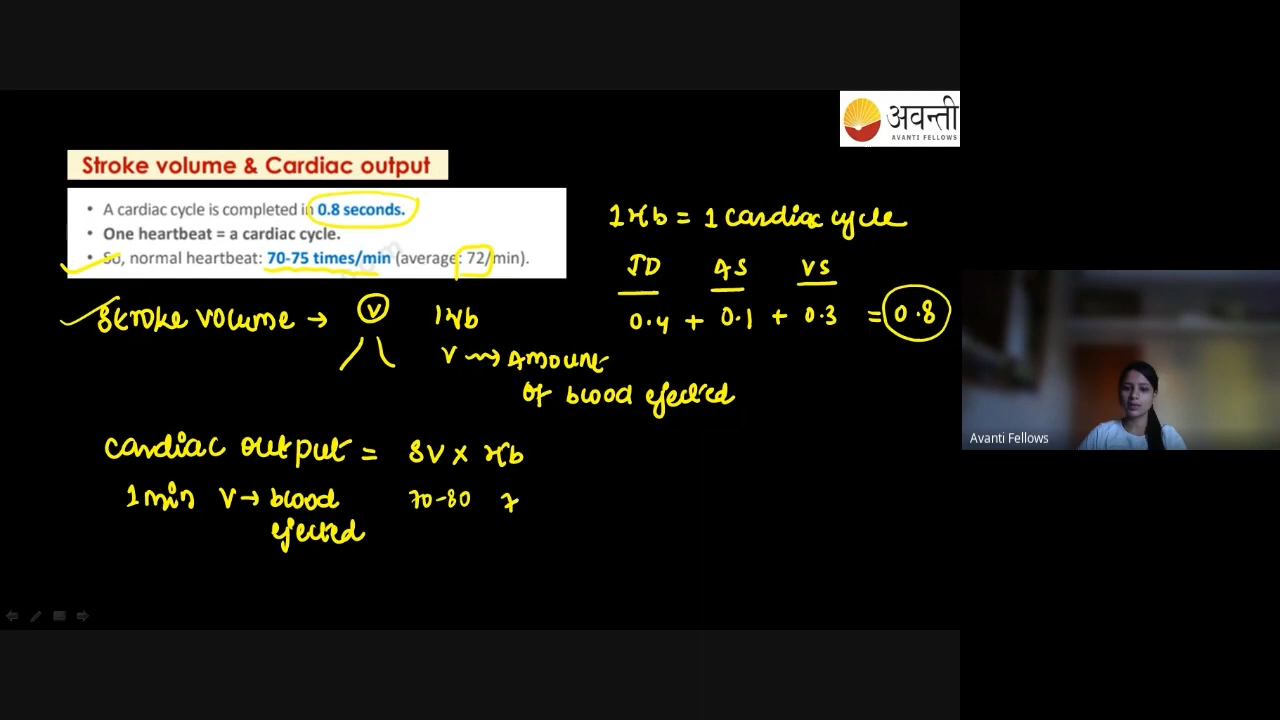 अवन्ती
AVANTI FELLOWS
Stroke volume & Cardiac output
• A cardiac cycle is completed in 0.8 seconds.
• One heartbeat = a cardiac cycle.
• So, normal heartbeat: 70-75 times/min (average: 72/min).
1Hb = 1 cardiac cycle
JD AS VS
0.4 + 0.1 + 0.3 = 0.8
Stroke volume → V 1Hb
V → Amount
of blood ejected
Cardiac output = SV x Hb
1 min V → blood 70-80 7
ejected
Avanti Fellows